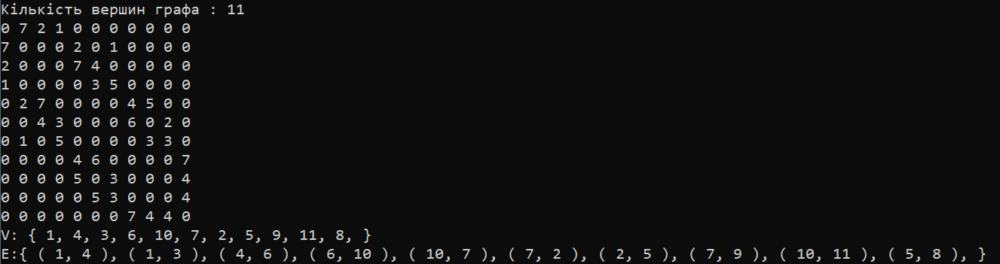 Кількість вершин графа : 11
0 7 2 1 0 0 0 0 0 0 0
7 0 0 0 2 0 1 0 0 0 0
2 0 0 0 7 4 0 0 0 0 0
1 0 0 0 0 3 5 0 0 0 0
0 2 7 0 0 0 0 4 5 0 0
0 0 4 3 0 0 0 6 0 2 0
0 1 0 5 0 0 0 0 3 3 0
0 0 0 0 4 6 0 0 0 0 7
0 0 0 0 5 0 3 0 0 0 4
0 0 0 0 0 5 3 0 0 0 4
0 0 0 0 0 0 0 7 4 4 0
V: { 1, 4, 3, 6, 10, 7, 2, 5, 9, 11, 8, }
E:{ ( 1, 4 ), ( 1, 3 ), ( 4, 6 ), ( 6, 10 ), ( 10, 7 ), ( 7, 2 ), ( 2, 5 ), ( 7, 9 ), ( 10, 11 ), ( 5, 8 ), }